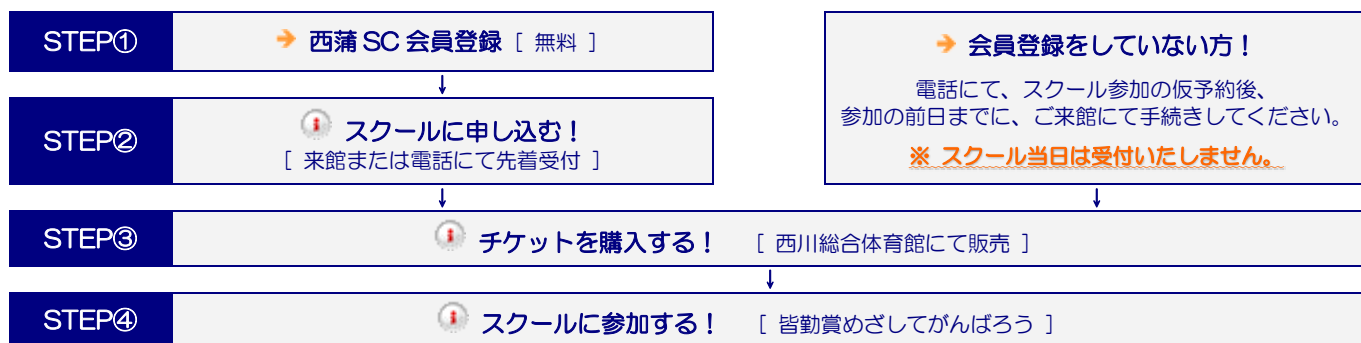 STEP① 西蒲 SC 会員登録 [ 無料 ]
STEP② スクールに申し込む！
[ 来館または電話にて先着受付 ]
会員登録をしていない方！
電話にて、スクール参加の仮予約後、
参加の前日までに、ご来館にて手続きしてください。
※ スクール当日は受付いたしません。
STEP③ チケットを購入する！ [ 西川総合体育館にて販売 ]
STEP④ スクールに参加する！ [ 皆勤賞めざしてがんばろう ]